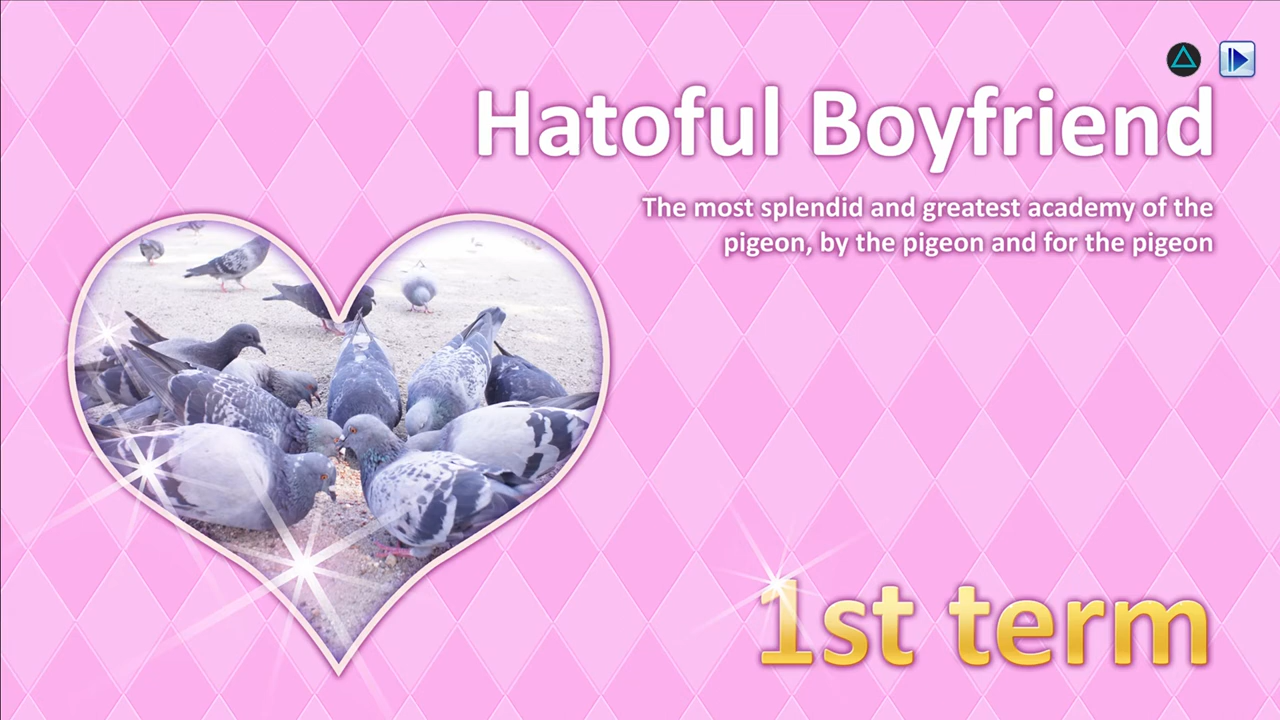 Hatoful Boyfriend
The most splendid and greatest academy of the
pigeon, by the pigeon and for the pigeon
1st term